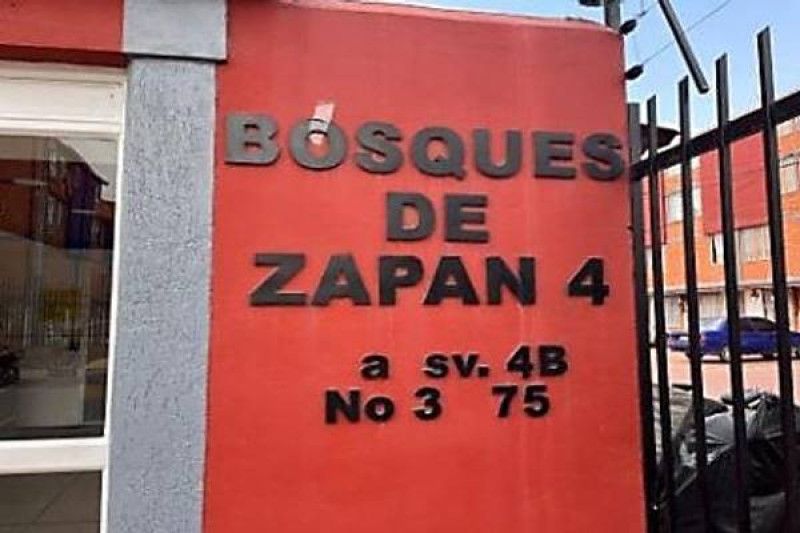 BOSQUES
DE
ZAPAN 4
a sv. 4B
No 3 75